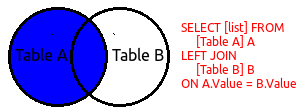 Table A
Table B
SELECT [list] FROM
[Table A] A
LEFT JOIN
[Table B] B
ON A.Value = B.Value